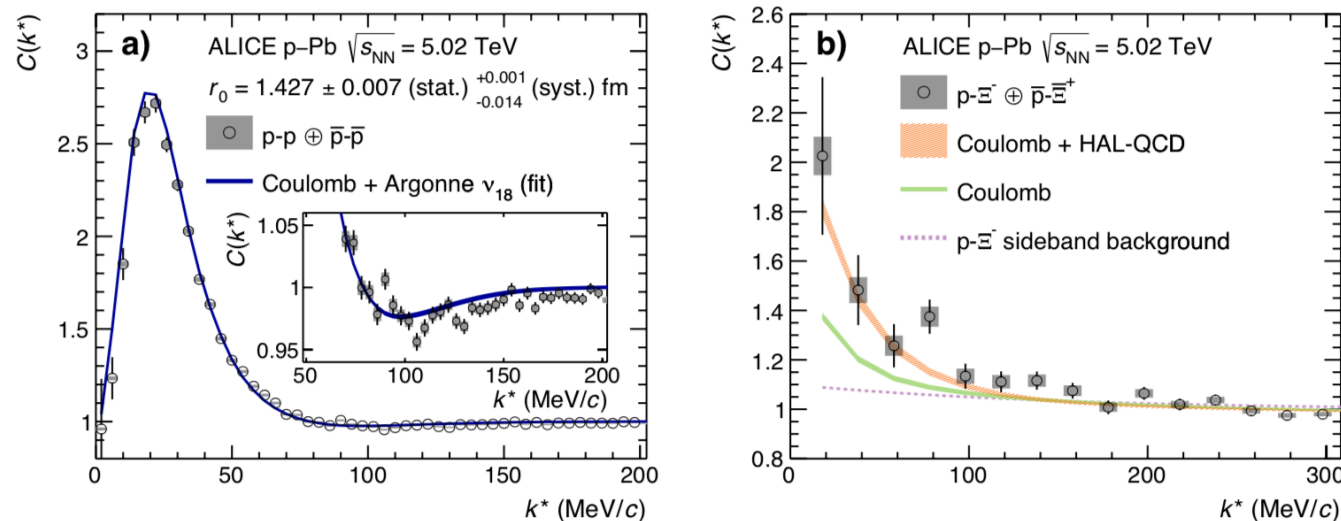 a) ALICE p–Pb √s_NN = 5.02 TeV
r₀ = 1.427 ± 0.007 (stat.) +0.001 −0.014 (syst.) fm
p-p ⊕ p̅-p̅
Coulomb + Argonne ν₁₈ (fit)
C(k*)
3
2.5
2
1.5
1
0 50 100 150 200
k* (MeV/c)
C(k*)
1.05
1
0.95
50 100 150 200
k* (MeV/c)
b) ALICE p–Pb √s_NN = 5.02 TeV
p-Ξ⁻ ⊕ p̅-Ξ̅⁺
Coulomb + HAL-QCD
Coulomb
p-Ξ⁻ sideband background
C(k*)
2.6
2.4
2.2
2
1.8
1.6
1.4
1.2
1
0.8
0 100 200 300
k* (MeV/c)